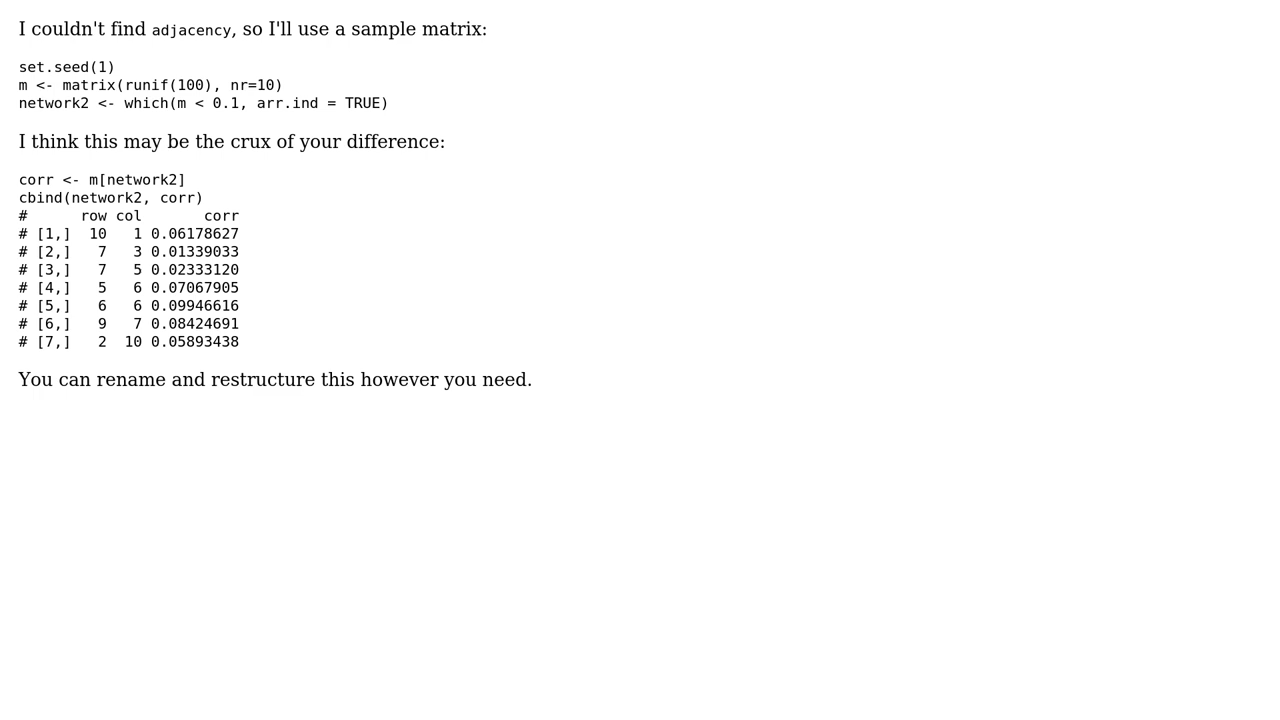 I couldn't find adjacency, so I'll use a sample matrix:
set.seed(1)
m <- matrix(runif(100), nr=10)
network2 <- which(m < 0.1, arr.ind = TRUE)
I think this may be the crux of your difference:
corr <- m[network2]
cbind(network2, corr)
#      row col       corr
# [1,]  10   1 0.06178627
# [2,]   7   3 0.01339033
# [3,]   7   5 0.02333120
# [4,]   5   6 0.07067905
# [5,]   6   6 0.09946616
# [6,]   9   7 0.08424691
# [7,]   2  10 0.05893438
You can rename and restructure this however you need.